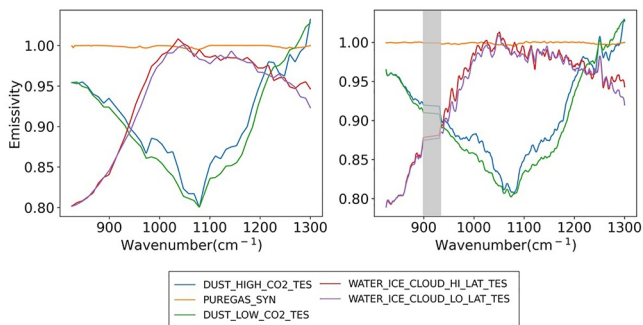 1.00
0.95
0.90
0.85
0.80
Emissivity
900 1000 1100 1200 1300
Wavenumber(cm⁻¹)
1.00
0.95
0.90
0.85
0.80
900 1000 1100 1200 1300
Wavenumber(cm⁻¹)
DUST_HIGH_CO2_TES
PUREGAS_SYN
DUST_LOW_CO2_TES
WATER_ICE_CLOUD_HI_LAT_TES
WATER_ICE_CLOUD_LO_LAT_TES